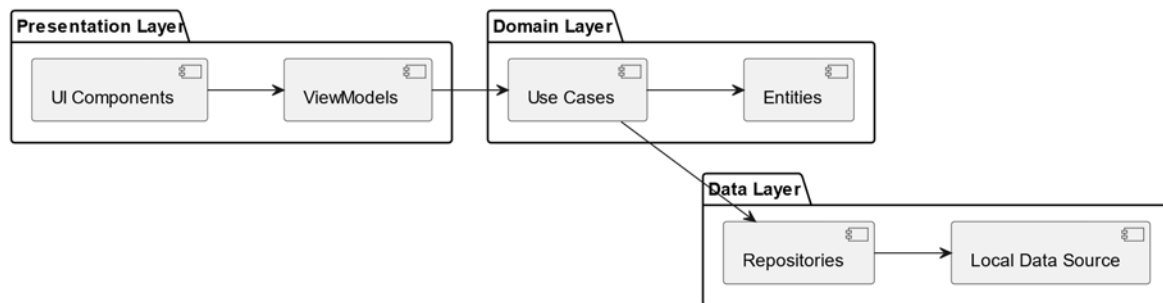 Presentation Layer
Domain Layer
UI Components
ViewModels
Use Cases
Entities
Data Layer
Repositories
Local Data Source